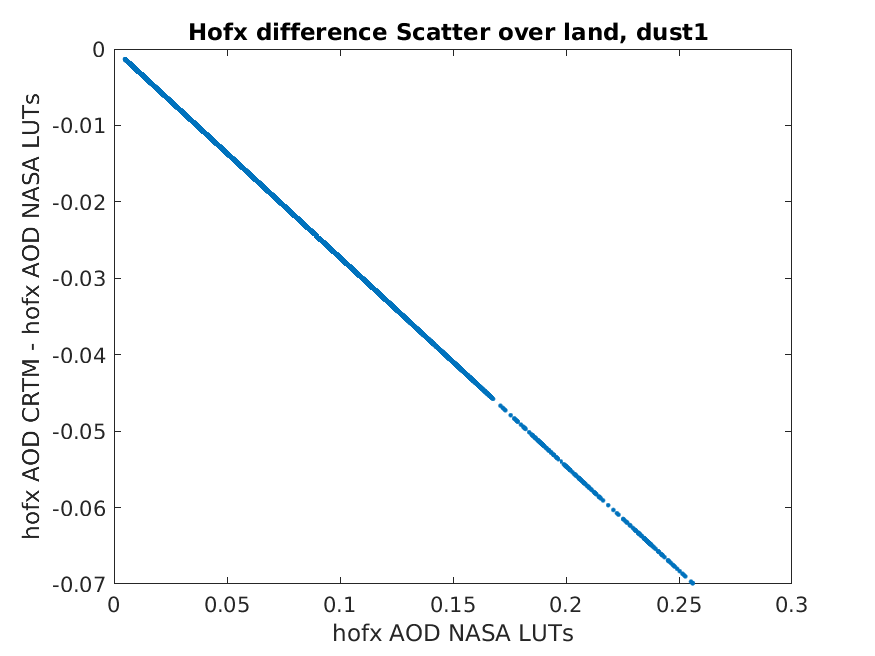 Hofx difference Scatter over land, dust1
hofx AOD CRTM - hofx AOD NASA LUTs
0
-0.01
-0.02
-0.03
-0.04
-0.05
-0.06
-0.07
0 0.05 0.1 0.15 0.2 0.25 0.3
hofx AOD NASA LUTs